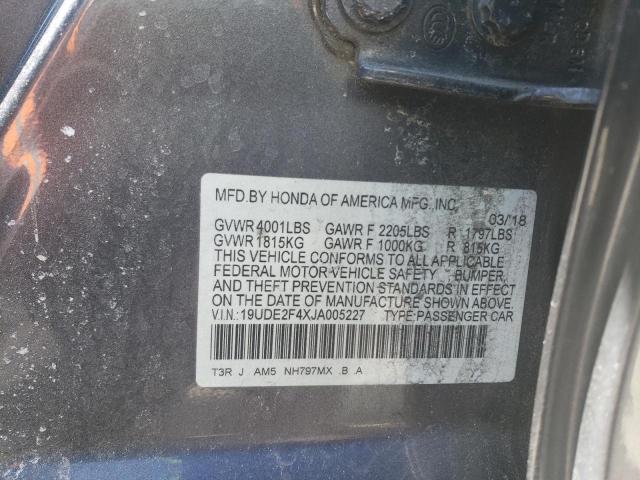 MFD.BY HONDA OF AMERICA MFG.,INC.
03/18
GVWR 4001LBS GAWR F 2205LBS R 1797LBS
GVWR 1815KG GAWR F 1000KG R 815KG
THIS VEHICLE CONFORMS TO ALL APPLICABLE
FEDERAL MOTOR VEHICLE SAFETY , BUMPER,
AND THEFT PREVENTION STANDARDS IN EFFECT
ON THE DATE OF MANUFACTURE SHOWN ABOVE.
V.I.N.:19UDE2F4XJA005227 TYPE:PASSENGER CAR
T3R J AM5 NH797MX .B .A